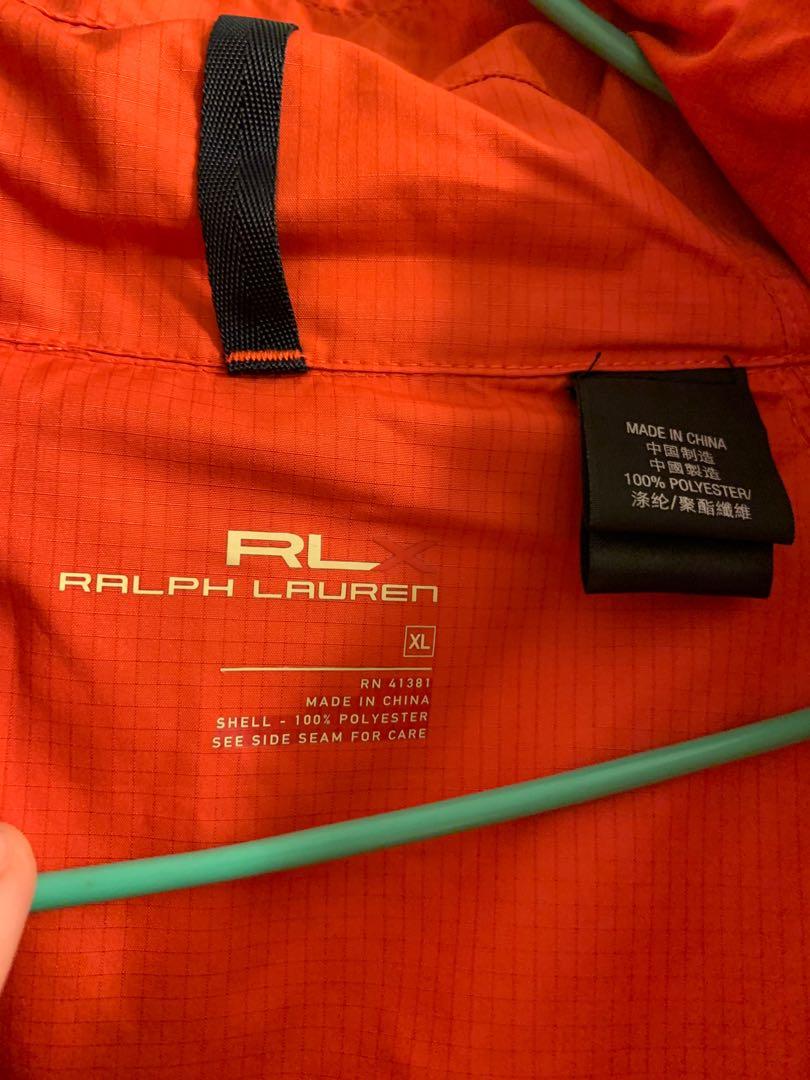 RLX
RALPH LAUREN
XL
RN 41381
MADE IN CHINA
SHELL - 100% POLYESTER
SEE SIDE SEAM FOR CARE
MADE IN CHINA
中国制造
中國製造
100% POLYESTER/
涤纶/聚酯纖維